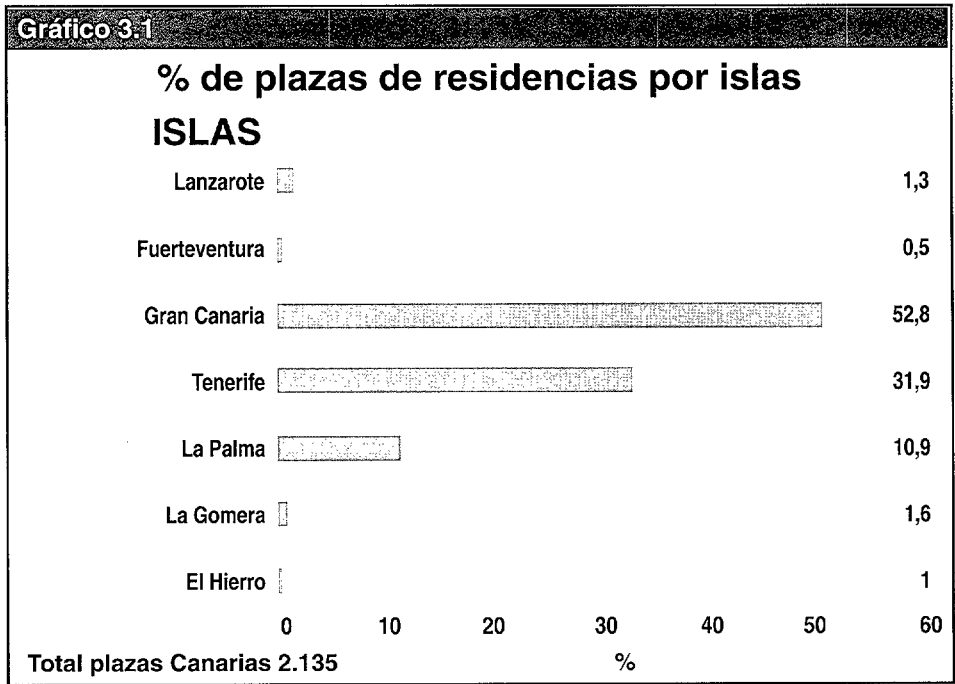 Gráfico 3.1
% de plazas de residencias por islas
ISLAS
Lanzarote 1,3
Fuerteventura 0,5
Gran Canaria 52,8
Tenerife 31,9
La Palma 10,9
La Gomera 1,6
El Hierro 1
0 10 20 30 40 50 60
Total plazas Canarias 2.135 %